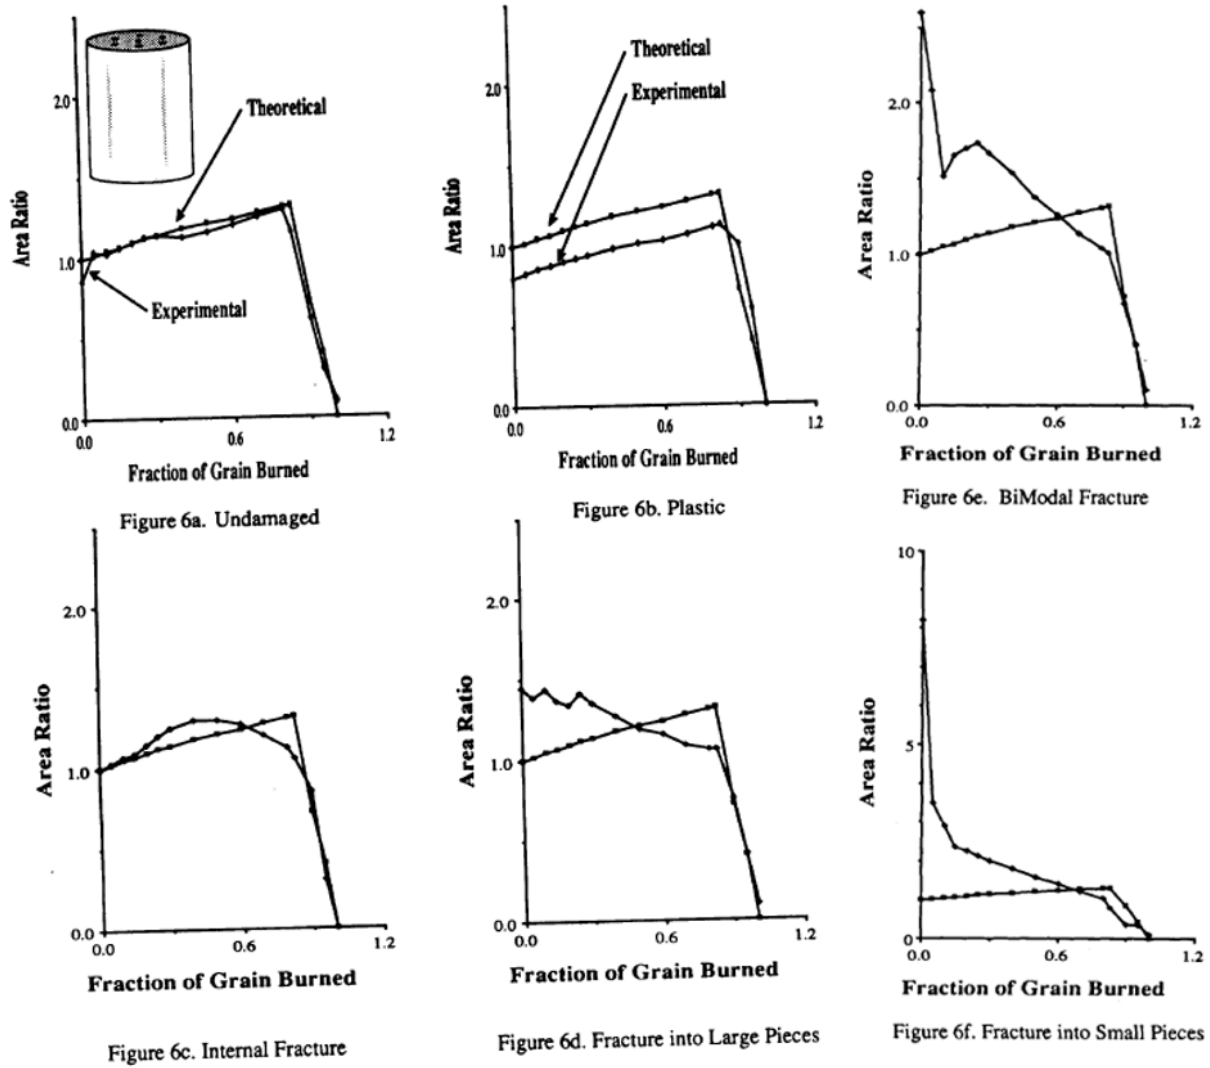 2.0
1.0
0.0
Area Ratio
Theoretical
Experimental
0.0
0.6
1.2
Fraction of Grain Burned
Figure 6a. Undamaged
2.0
1.0
0.0
Area Ratio
Theoretical
Experimental
0.0
0.6
1.2
Fraction of Grain Burned
Figure 6b. Plastic
2.0
1.0
0.0
Area Ratio
0.0
0.6
1.2
Fraction of Grain Burned
Figure 6e. BiModal Fracture
2.0
1.0
0.0
Area Ratio
0.0
0.6
1.2
Fraction of Grain Burned
Figure 6c. Internal Fracture
2.0
1.0
0.0
Area Ratio
0.0
0.6
1.2
Fraction of Grain Burned
Figure 6d. Fracture into Large Pieces
10
5
0
Area Ratio
0.0
0.6
1.2
Fraction of Grain Burned
Figure 6f. Fracture into Small Pieces